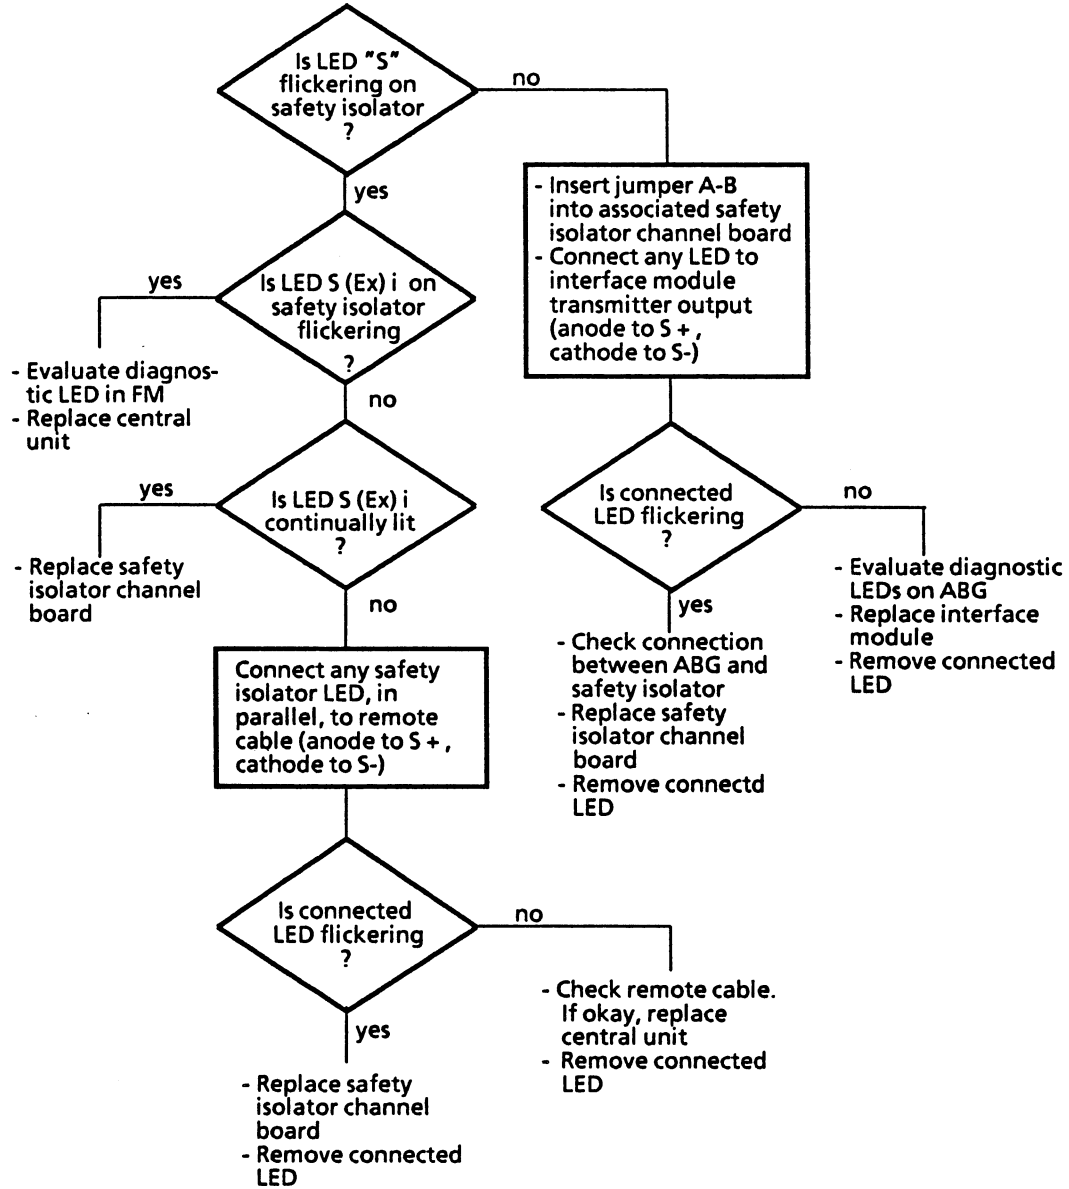 Is LED "S"
flickering on
safety isolator
?
no
yes
- Insert jumper A-B
into associated safety
isolator channel board
- Connect any LED to
interface module
transmitter output
(anode to S +,
cathode to S-)
Is LED S (Ex) i on
safety isolator
flickering
?
yes
- Evaluate diagnos-
tic LED in FM
- Replace central
unit
no
Is LED S (Ex) i
continually lit
?
yes
- Replace safety
isolator channel
board
no
Is connected
LED flickering
?
no
- Evaluate diagnostic
LEDs on ABG
- Replace interface
module
- Remove connected
LED
yes
- Check connection
between ABG and
safety isolator
- Replace safety
isolator channel
board
- Remove connectd
LED
Connect any safety
isolator LED, in
parallel, to remote
cable (anode to S +,
cathode to S-)
Is connected
LED flickering
?
no
- Check remote cable.
If okay, replace
central unit
- Remove connected
LED
yes
- Replace safety
isolator channel
board
- Remove connected
LED